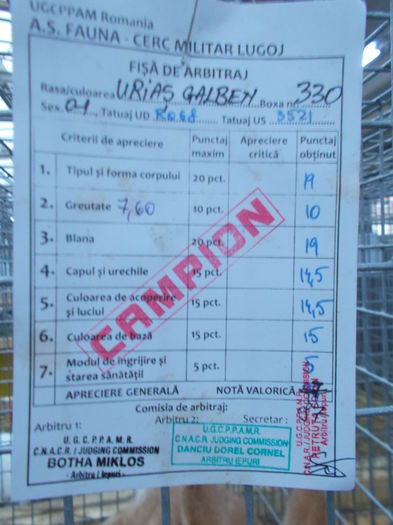 UGCPPAM Romania
A.S. FAUNA - CERC MILITAR LUGOJ
FIȘĂ DE ARBITRAJ
Rasa/culoarea URIAȘ GALBEN Boxa nr. 330
Sex 0-1 Tatuaj UD Ro68 Tatuaj US 3521
Criterii de apreciere Punctaj maxim Apreciere critică Punctaj obținut
1. Tipul și forma corpului 20 pct. 19
2. Greutate 7,60 10 pct. 10
3. Blana 20 pct. 19
4. Capul și urechile 15 pct. 14,5
5. Culoarea de acoperire și luciul 15 pct. 14,5
6. Culoarea de bază 15 pct. 15
7. Modul de îngrijire și starea sănătății 5 pct. 5
CAMPION
APRECIERE GENERALĂ NOTĂ VALORICĂ
Comisia de arbitraj:
Arbitru 1: Arbitru 2: Secretar :
U. G. C. P. P. A. M. R.
C.N.A.C.R. / JUDGING COMMISSION
BOTHA MIKLOS
- Arbitru / Iepuri -
U.G.C.P.P.A.M.R.
C.N.A.C.R. JUDGING COMMISSION
DANCIU DOREL CORNEL
ARBITRU IEPURI